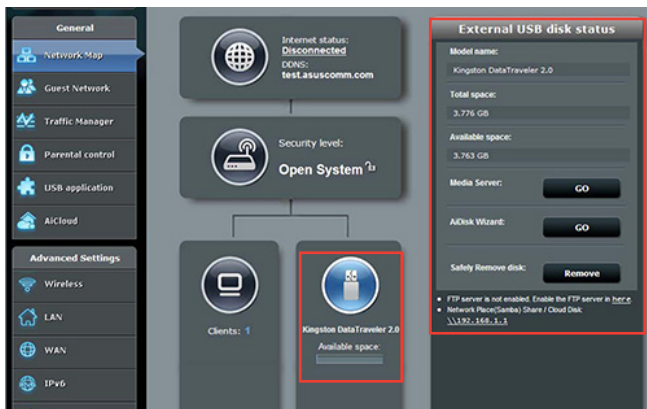 General
Network Map
Guest Network
Traffic Manager
Parental control
USB application
AiCloud
Advanced Settings
Wireless
LAN
WAN
IPv6
Internet status:
Disconnected
DDNS:
test.asuscomm.com
Security level:
Open System
Clients: 1
Kingston DataTraveler 2.0
Available space:
External USB disk status
Model name:
Kingston DataTraveler 2.0
Total space:
3.776 GB
Available space:
3.763 GB
Media Server: GO
AiDisk Wizard: GO
Safely Remove disk: Remove
• FTP server is not enabled. Enable the FTP server in here.
• Network Place(Samba) Share / Cloud Disk:
\\192.168.1.1